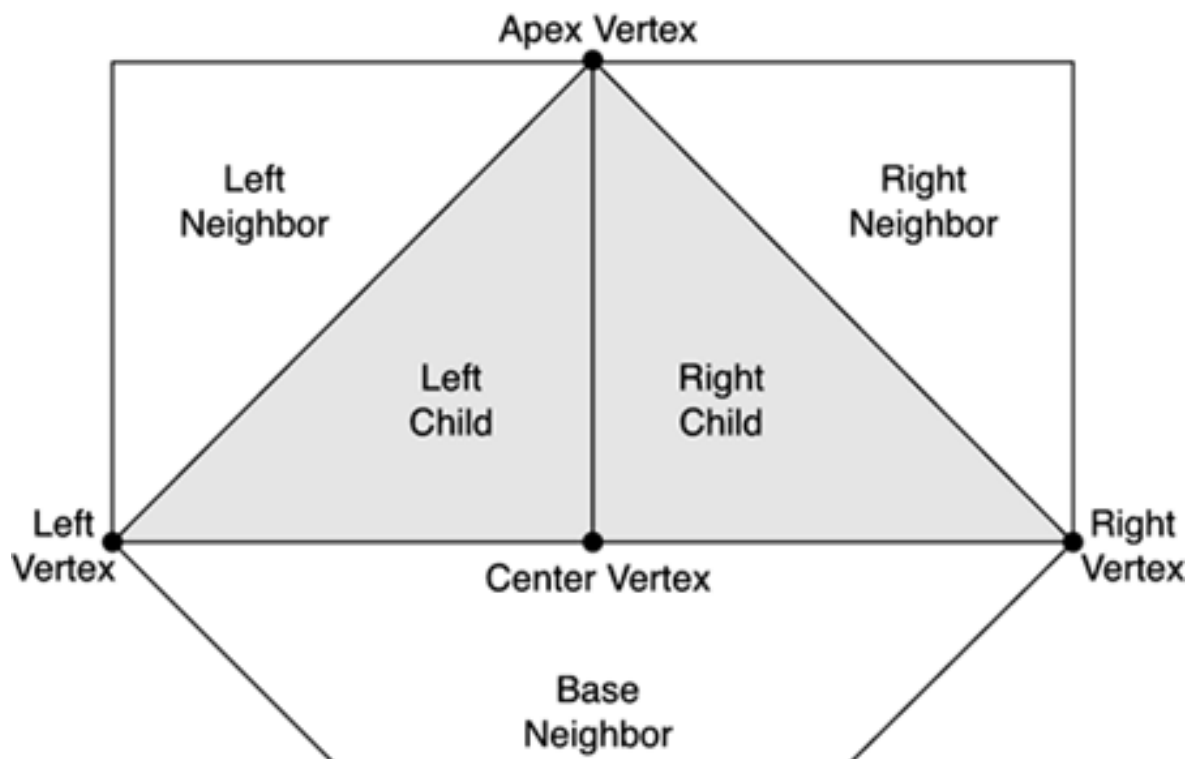 Apex Vertex
Left
Neighbor
Right
Neighbor
Left
Child
Right
Child
Left
Vertex
Center Vertex
Right
Vertex
Base
Neighbor